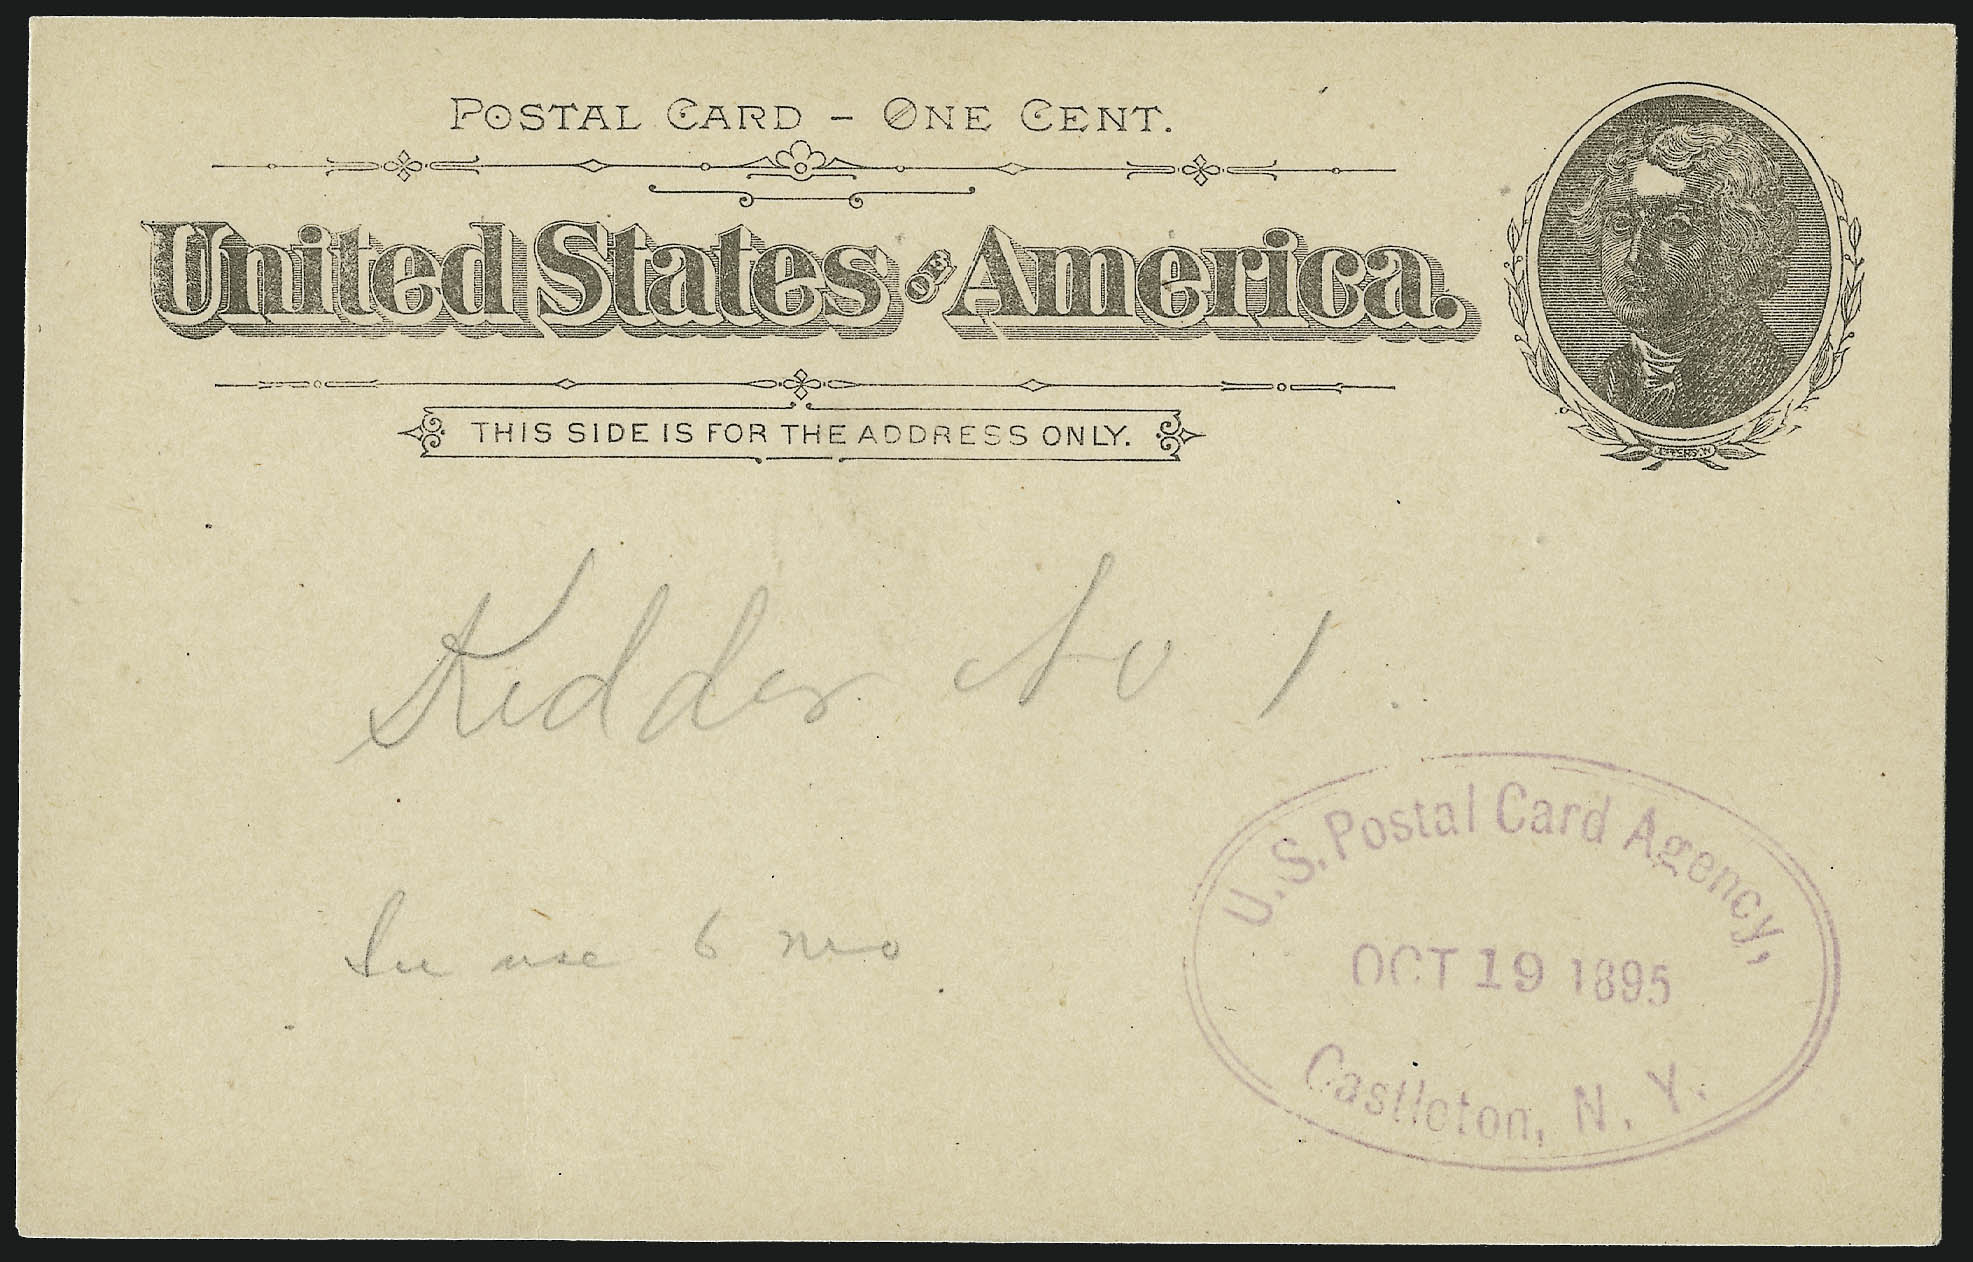 POSTAL CARD – ONE CENT.
United States OF America.
JEFFERSON
THIS SIDE IS FOR THE ADDRESS ONLY.
Kidder No 1.
In use 6 mo
U.S. Postal Card Agency,
OCT 19 1895
Castleton, N. Y.